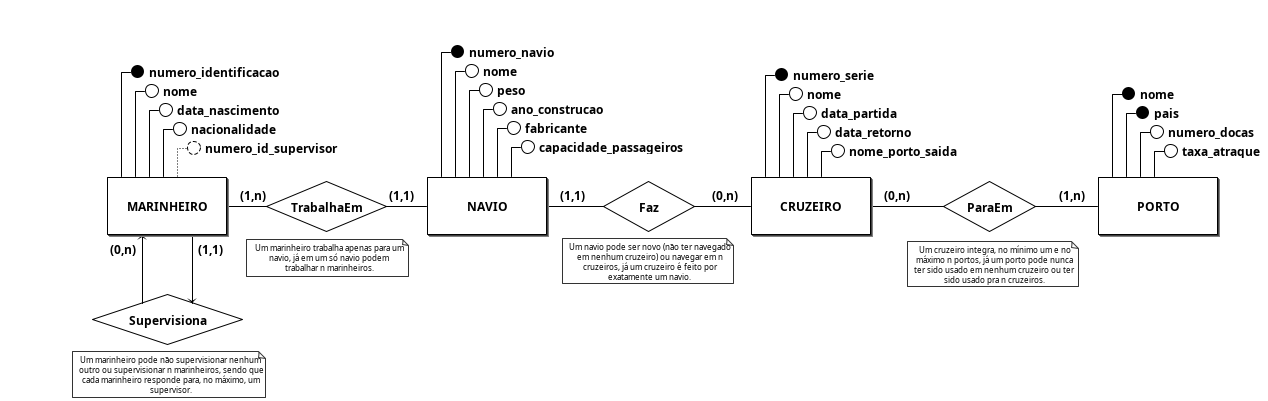 numero_identificacao
nome
data_nascimento
nacionalidade
numero_id_supervisor
MARINHEIRO
(1,n)
TrabalhaEm
(1,1)
Um marinheiro trabalha apenas para um
navio, já em um só navio podem
trabalhar n marinheiros.
(0,n)
(1,1)
Supervisiona
Um marinheiro pode não supervisionar nenhum
outro ou supervisionar n marinheiros, sendo que
cada marinheiro responde para, no máximo, um
supervisor.
numero_navio
nome
peso
ano_construcao
fabricante
capacidade_passageiros
NAVIO
(1,1)
Faz
(0,n)
Um navio pode ser novo (não ter navegado
em nenhum cruzeiro) ou navegar em n
cruzeiros, já um cruzeiro é feito por
exatamente um navio.
numero_serie
nome
data_partida
data_retorno
nome_porto_saida
CRUZEIRO
(0,n)
ParaEm
(1,n)
Um cruzeiro integra, no mínimo um e no
máximo n portos, já um porto pode nunca
ter sido usado em nenhum cruzeiro ou ter
sido usado pra n cruzeiros.
nome
pais
numero_docas
taxa_atraque
PORTO